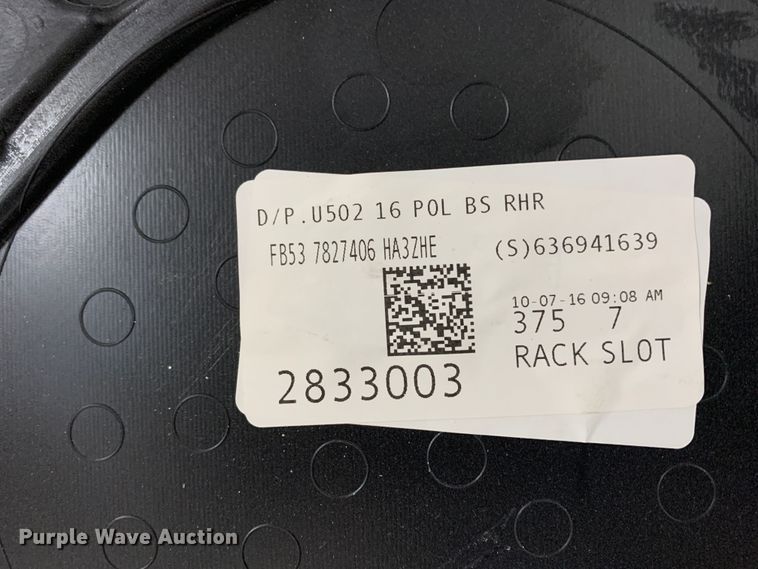 D/P.U502 16 POL BS RHR
FB53 7827406 HA3ZHE
(S)636941639
10-07-16 09:08 AM
375 7
RACK SLOT
2833003
Purple Wave Auction